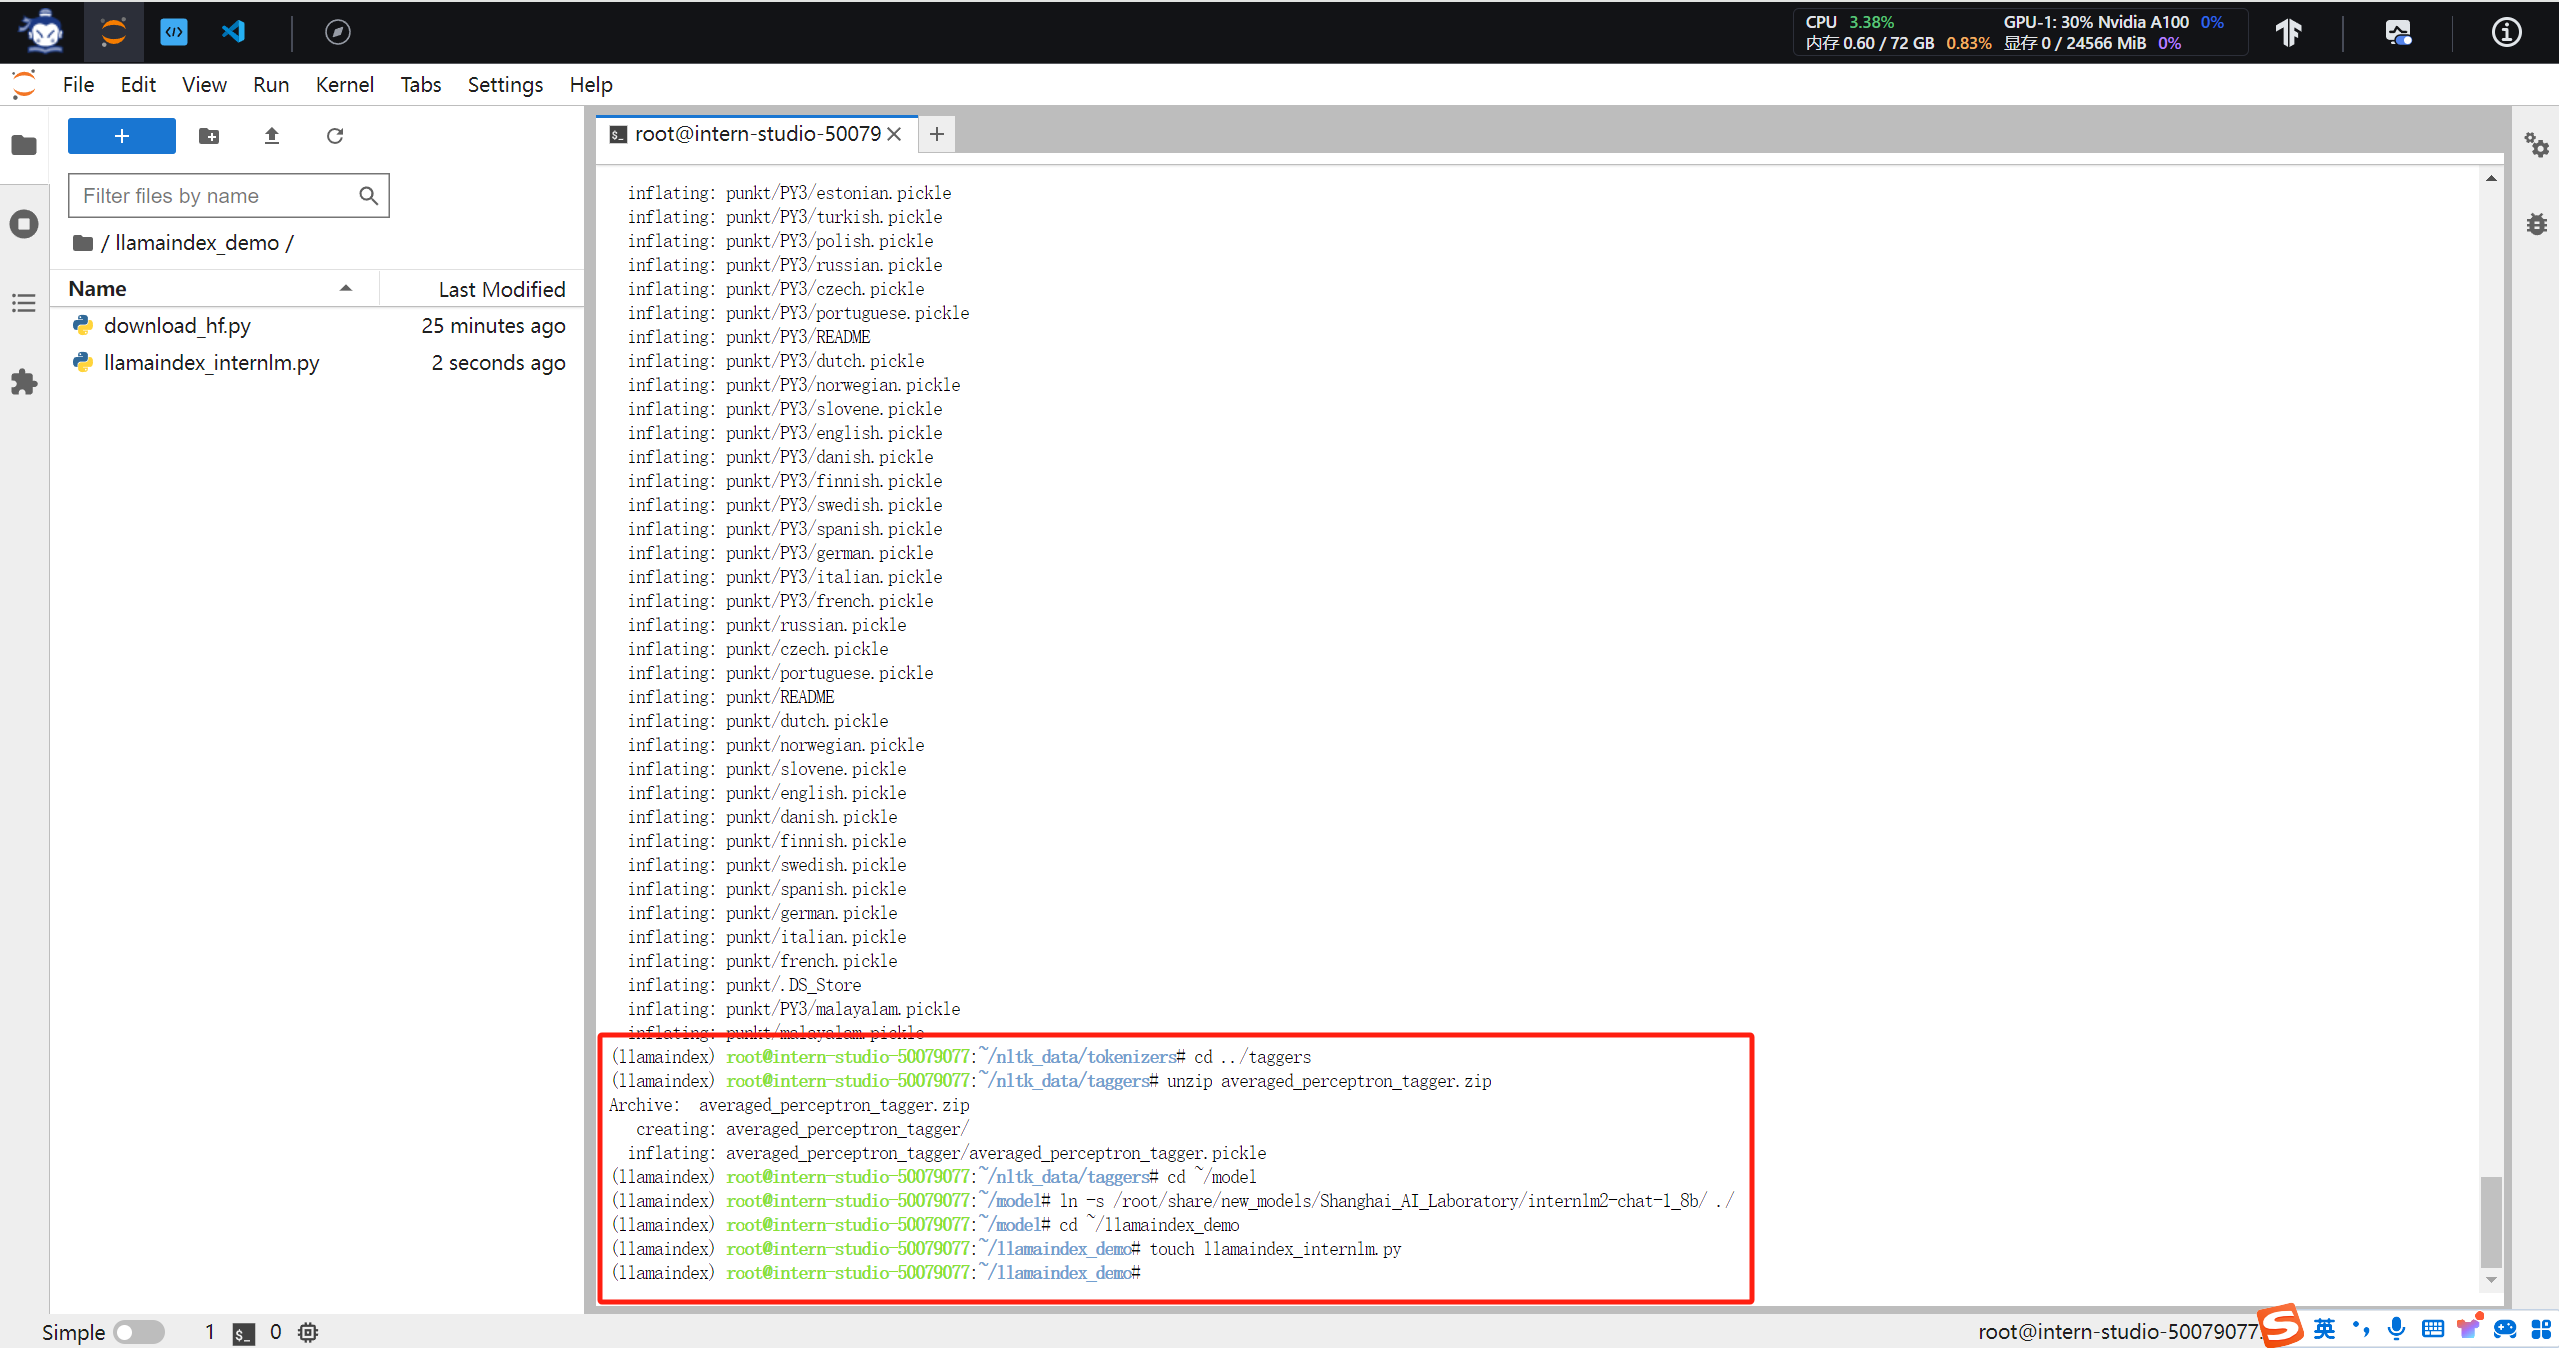 CPU 3.38%
内存 0.60 / 72 GB 0.83%
GPU-1: 30% Nvidia A100 0%
显存 0 / 24566 MiB 0%
File Edit View Run Kernel Tabs Settings Help
Filter files by name
/ llamaindex_demo /
Name Last Modified
download_hf.py 25 minutes ago
llamaindex_internlm.py 2 seconds ago
root@intern-studio-50079
inflating: punkt/PY3/estonian.pickle
inflating: punkt/PY3/turkish.pickle
inflating: punkt/PY3/polish.pickle
inflating: punkt/PY3/russian.pickle
inflating: punkt/PY3/czech.pickle
inflating: punkt/PY3/portuguese.pickle
inflating: punkt/PY3/README
inflating: punkt/PY3/dutch.pickle
inflating: punkt/PY3/norwegian.pickle
inflating: punkt/PY3/slovene.pickle
inflating: punkt/PY3/english.pickle
inflating: punkt/PY3/danish.pickle
inflating: punkt/PY3/finnish.pickle
inflating: punkt/PY3/swedish.pickle
inflating: punkt/PY3/spanish.pickle
inflating: punkt/PY3/german.pickle
inflating: punkt/PY3/italian.pickle
inflating: punkt/PY3/french.pickle
inflating: punkt/russian.pickle
inflating: punkt/czech.pickle
inflating: punkt/portuguese.pickle
inflating: punkt/README
inflating: punkt/dutch.pickle
inflating: punkt/norwegian.pickle
inflating: punkt/slovene.pickle
inflating: punkt/english.pickle
inflating: punkt/danish.pickle
inflating: punkt/finnish.pickle
inflating: punkt/swedish.pickle
inflating: punkt/spanish.pickle
inflating: punkt/german.pickle
inflating: punkt/italian.pickle
inflating: punkt/french.pickle
inflating: punkt/.DS_Store
inflating: punkt/PY3/malayalam.pickle
inflating: punkt/malayalam.pickle
(llamaindex) root@intern-studio-50079077:~/nltk_data/tokenizers# cd ../taggers
(llamaindex) root@intern-studio-50079077:~/nltk_data/taggers# unzip averaged_perceptron_tagger.zip
Archive:  averaged_perceptron_tagger.zip
creating: averaged_perceptron_tagger/
inflating: averaged_perceptron_tagger/averaged_perceptron_tagger.pickle
(llamaindex) root@intern-studio-50079077:~/nltk_data/taggers# cd ~/model
(llamaindex) root@intern-studio-50079077:~/model# ln -s /root/share/new_models/Shanghai_AI_Laboratory/internlm2-chat-1_8b/ ./
(llamaindex) root@intern-studio-50079077:~/model# cd ~/llamaindex_demo
(llamaindex) root@intern-studio-50079077:~/llamaindex_demo# touch llamaindex_internlm.py
(llamaindex) root@intern-studio-50079077:~/llamaindex_demo#
Simple 1 $_ 0
root@intern-studio-50079077:
英